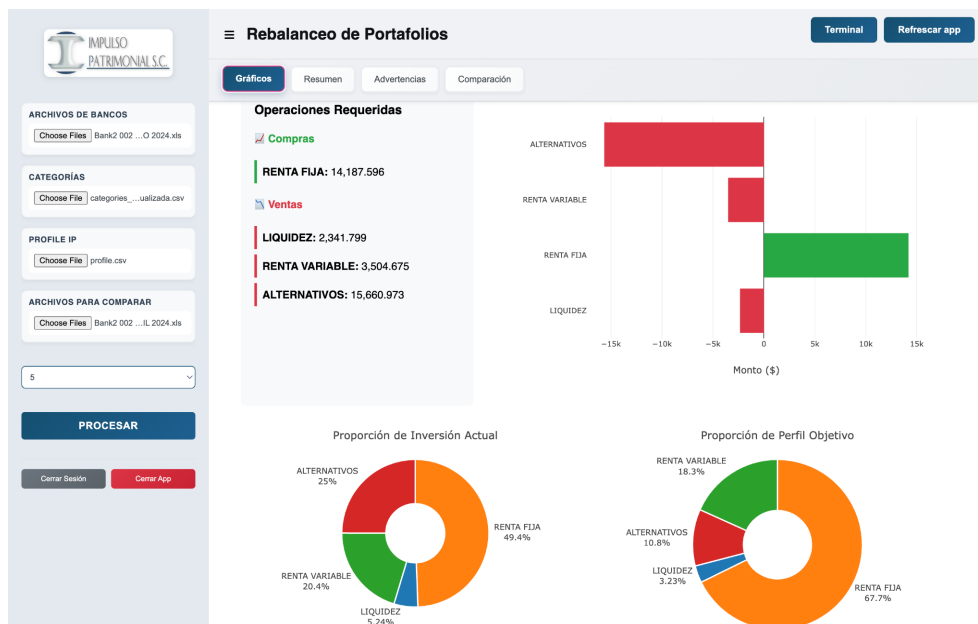 IMPULSO
PATRIMONIAL S.C.
ARCHIVOS DE BANCOS
Choose Files Bank2 002 ...O 2024.xls
CATEGORÍAS
Choose File categories_...ualizada.csv
PROFILE IP
Choose File profile.csv
ARCHIVOS PARA COMPARAR
Choose Files Bank2 002 ...IL 2024.xls
5
PROCESAR
Cerrar Sesión Cerrar App
≡ Rebalanceo de Portafolios
Terminal Refrescar app
Gráficos Resumen Advertencias Comparación
Operaciones Requeridas
Compras
RENTA FIJA: 14,187.596
Ventas
LIQUIDEZ: 2,341.799
RENTA VARIABLE: 3,504.675
ALTERNATIVOS: 15,660.973
ALTERNATIVOS
RENTA VARIABLE
RENTA FIJA
LIQUIDEZ
−15k −10k −5k 0 5k 10k 15k
Monto ($)
Proporción de Inversión Actual
ALTERNATIVOS
25%
RENTA FIJA
49.4%
RENTA VARIABLE
20.4%
LIQUIDEZ
5.24%
Proporción de Perfil Objetivo
RENTA VARIABLE
18.3%
ALTERNATIVOS
10.8%
LIQUIDEZ
3.23%
RENTA FIJA
67.7%